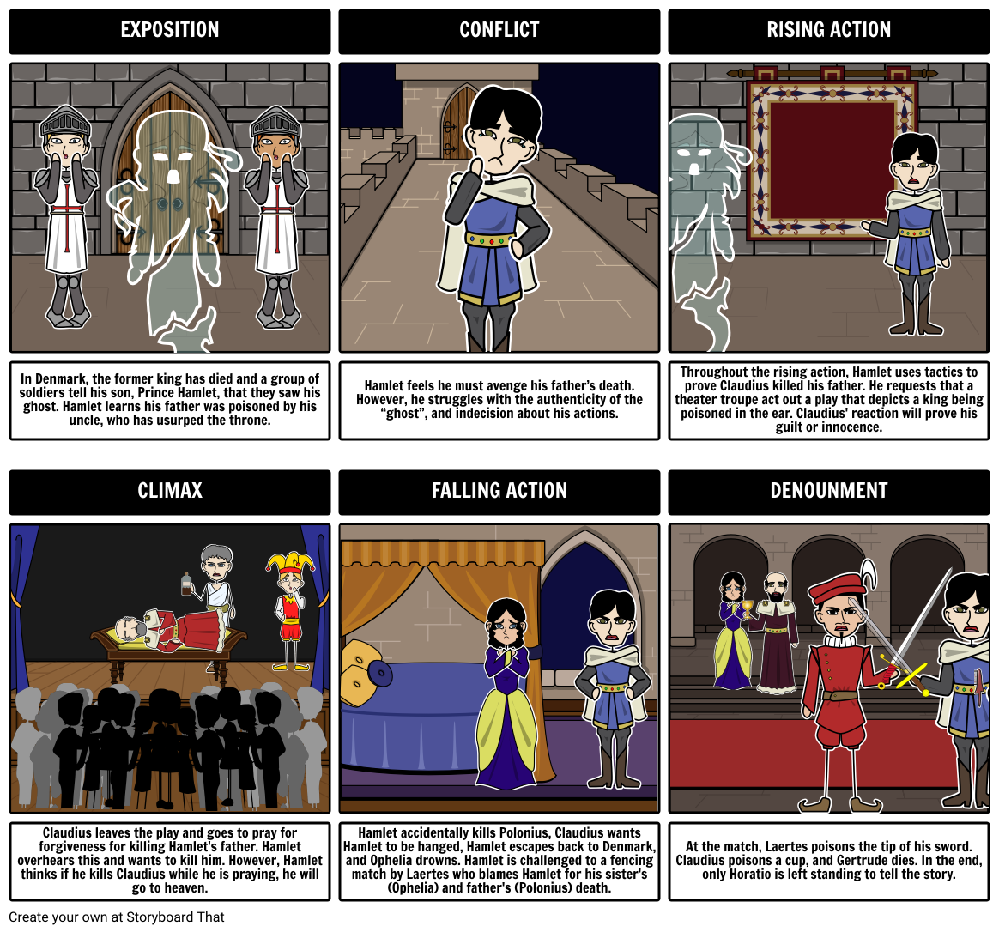 EXPOSITION
CONFLICT
RISING ACTION
In Denmark, the former king has died and a group of
soldiers tell his son, Prince Hamlet, that they saw his
ghost. Hamlet learns his father was poisoned by his
uncle, who has usurped the throne.
Hamlet feels he must avenge his father's death.
However, he struggles with the authenticity of the
“ghost”, and indecision about his actions.
Throughout the rising action, Hamlet uses tactics to
prove Claudius killed his father. He requests that a
theater troupe act out a play that depicts a king being
poisoned in the ear. Claudius' reaction will prove his
guilt or innocence.
CLIMAX
FALLING ACTION
DENOUNMENT
Claudius leaves the play and goes to pray for
forgiveness for killing Hamlet's father. Hamlet
overhears this and wants to kill him. However, Hamlet
thinks if he kills Claudius while he is praying, he will
go to heaven.
Hamlet accidentally kills Polonius, Claudius wants
Hamlet to be hanged, Hamlet escapes back to Denmark,
and Ophelia drowns. Hamlet is challenged to a fencing
match by Laertes who blames Hamlet for his sister's
(Ophelia) and father's (Polonius) death.
At the match, Laertes poisons the tip of his sword.
Claudius poisons a cup, and Gertrude dies. In the end,
only Horatio is left standing to tell the story.
Create your own at Storyboard That